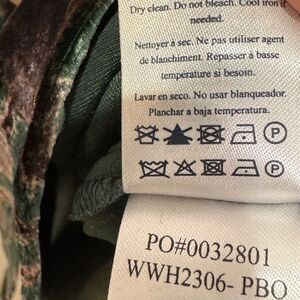 Dry clean. Do not bleach. Cool iron if
needed.
Nettoyer à sec. Ne pas utiliser agent
de blanchiment. Repasser à basse
température si besoin.
Lavar en seco. No usar blanqueador.
Planchar a baja temperatura.
P
P
PO#0032801
WWH2306- PBO